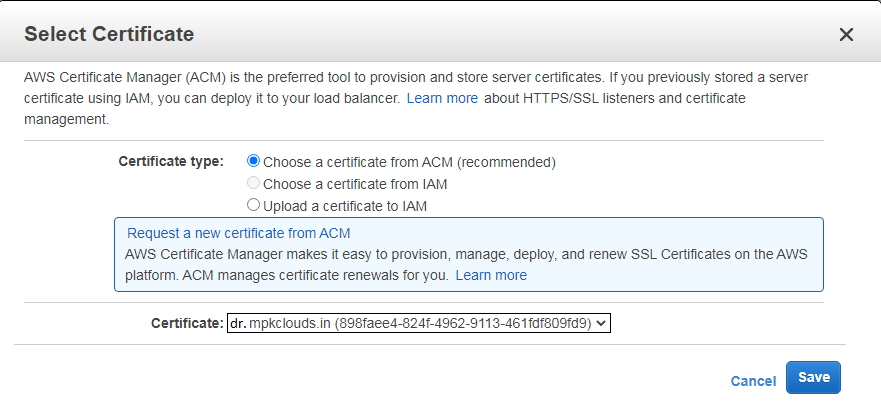 Select Certificate
AWS Certificate Manager (ACM) is the preferred tool to provision and store server certificates. If you previously stored a server
certificate using IAM, you can deploy it to your load balancer. Learn more about HTTPS/SSL listeners and certificate
management.
Certificate type:
Choose a certificate from ACM (recommended)
Choose a certificate from IAM
Upload a certificate to IAM
Request a new certificate from ACM
AWS Certificate Manager makes it easy to provision, manage, deploy, and renew SSL Certificates on the AWS
platform. ACM manages certificate renewals for you. Learn more
Certificate: dr.mpkclouds.in (898faee4-824f-4962-9113-461fdf809fd9)
Cancel Save